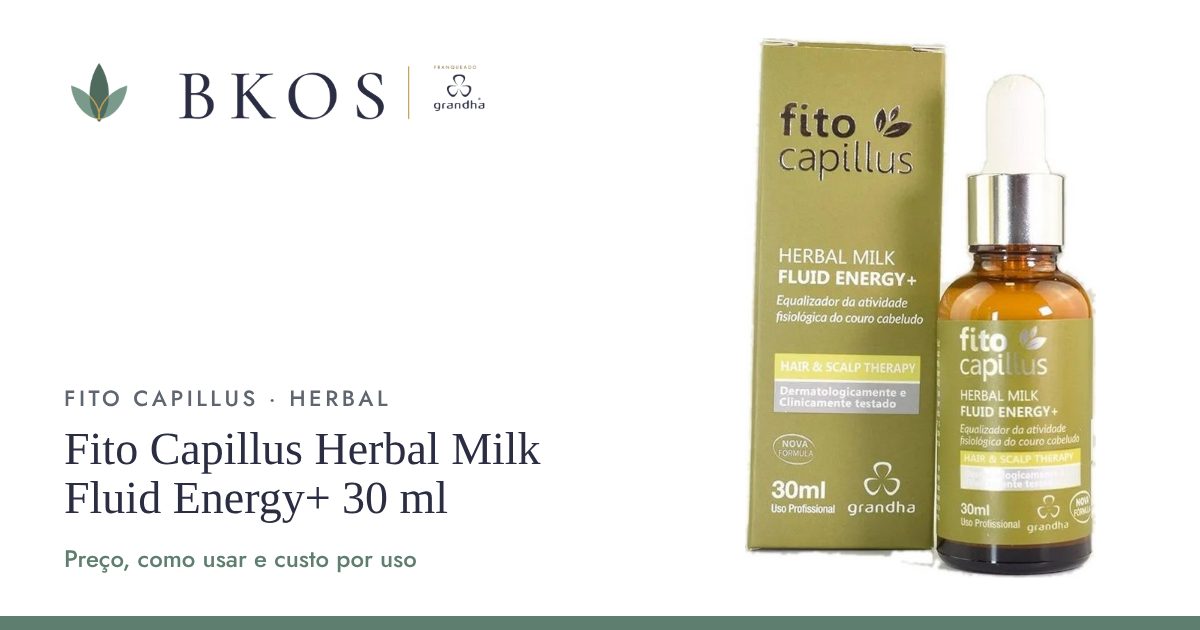 BKOS
FRANQUEADO
grandha
FITO CAPILLUS · HERBAL
Fito Capillus Herbal Milk
Fluid Energy+ 30 ml
Preço, como usar e custo por uso
fito
capillus
HERBAL MILK
FLUID ENERGY+
Equalizador da atividade
fisiológica do couro cabeludo
HAIR & SCALP THERAPY
Dermatologicamente e
Clinicamente testado
NOVA
FORMULA
30ml
Uso Profissional
grandha
fito
capillus
HERBAL MILK
FLUID ENERGY+
Equalizador da atividade
fisiológica do couro cabeludo
HAIR & SCALP THERAPY
30ml
Uso Profissional
grandha
NOVA